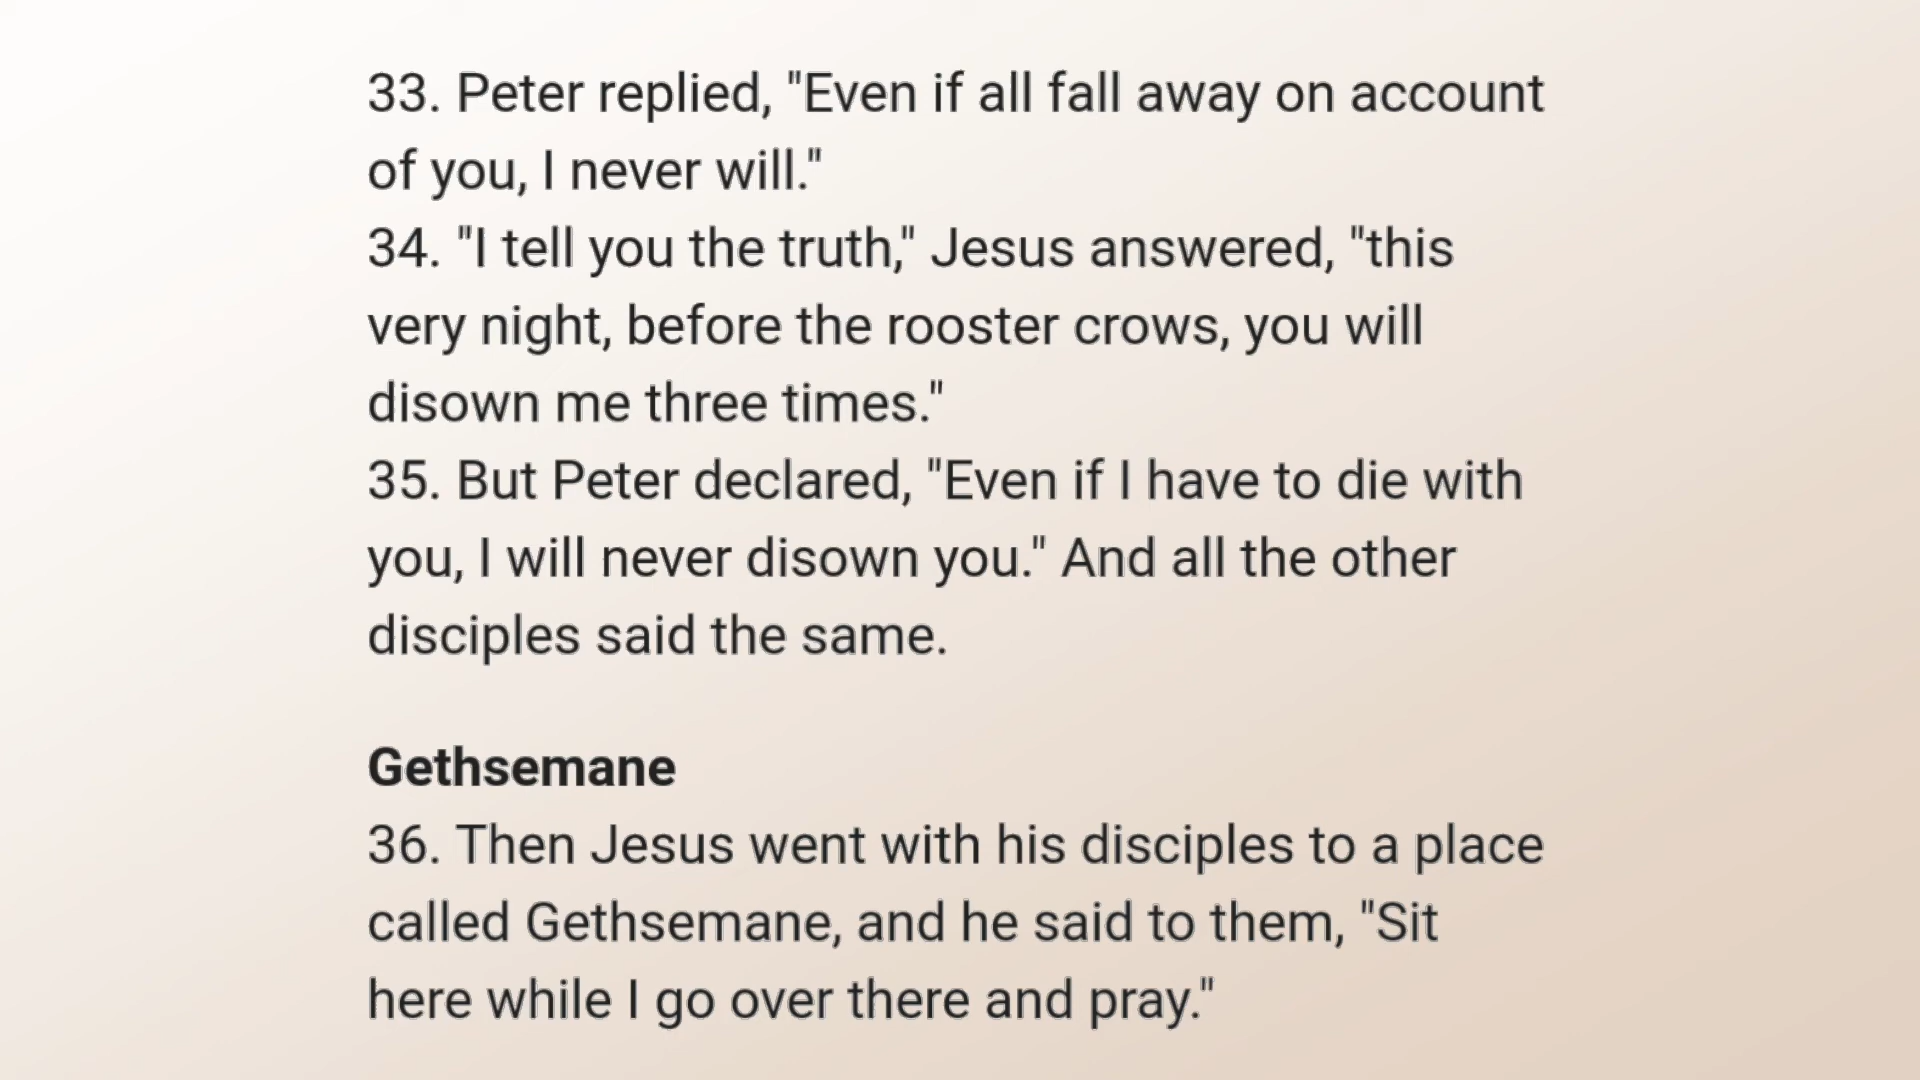 33. Peter replied, "Even if all fall away on account
of you, I never will."
34. "I tell you the truth," Jesus answered, "this
very night, before the rooster crows, you will
disown me three times."
35. But Peter declared, "Even if I have to die with
you, I will never disown you." And all the other
disciples said the same.
Gethsemane
36. Then Jesus went with his disciples to a place
called Gethsemane, and he said to them, "Sit
here while I go over there and pray."